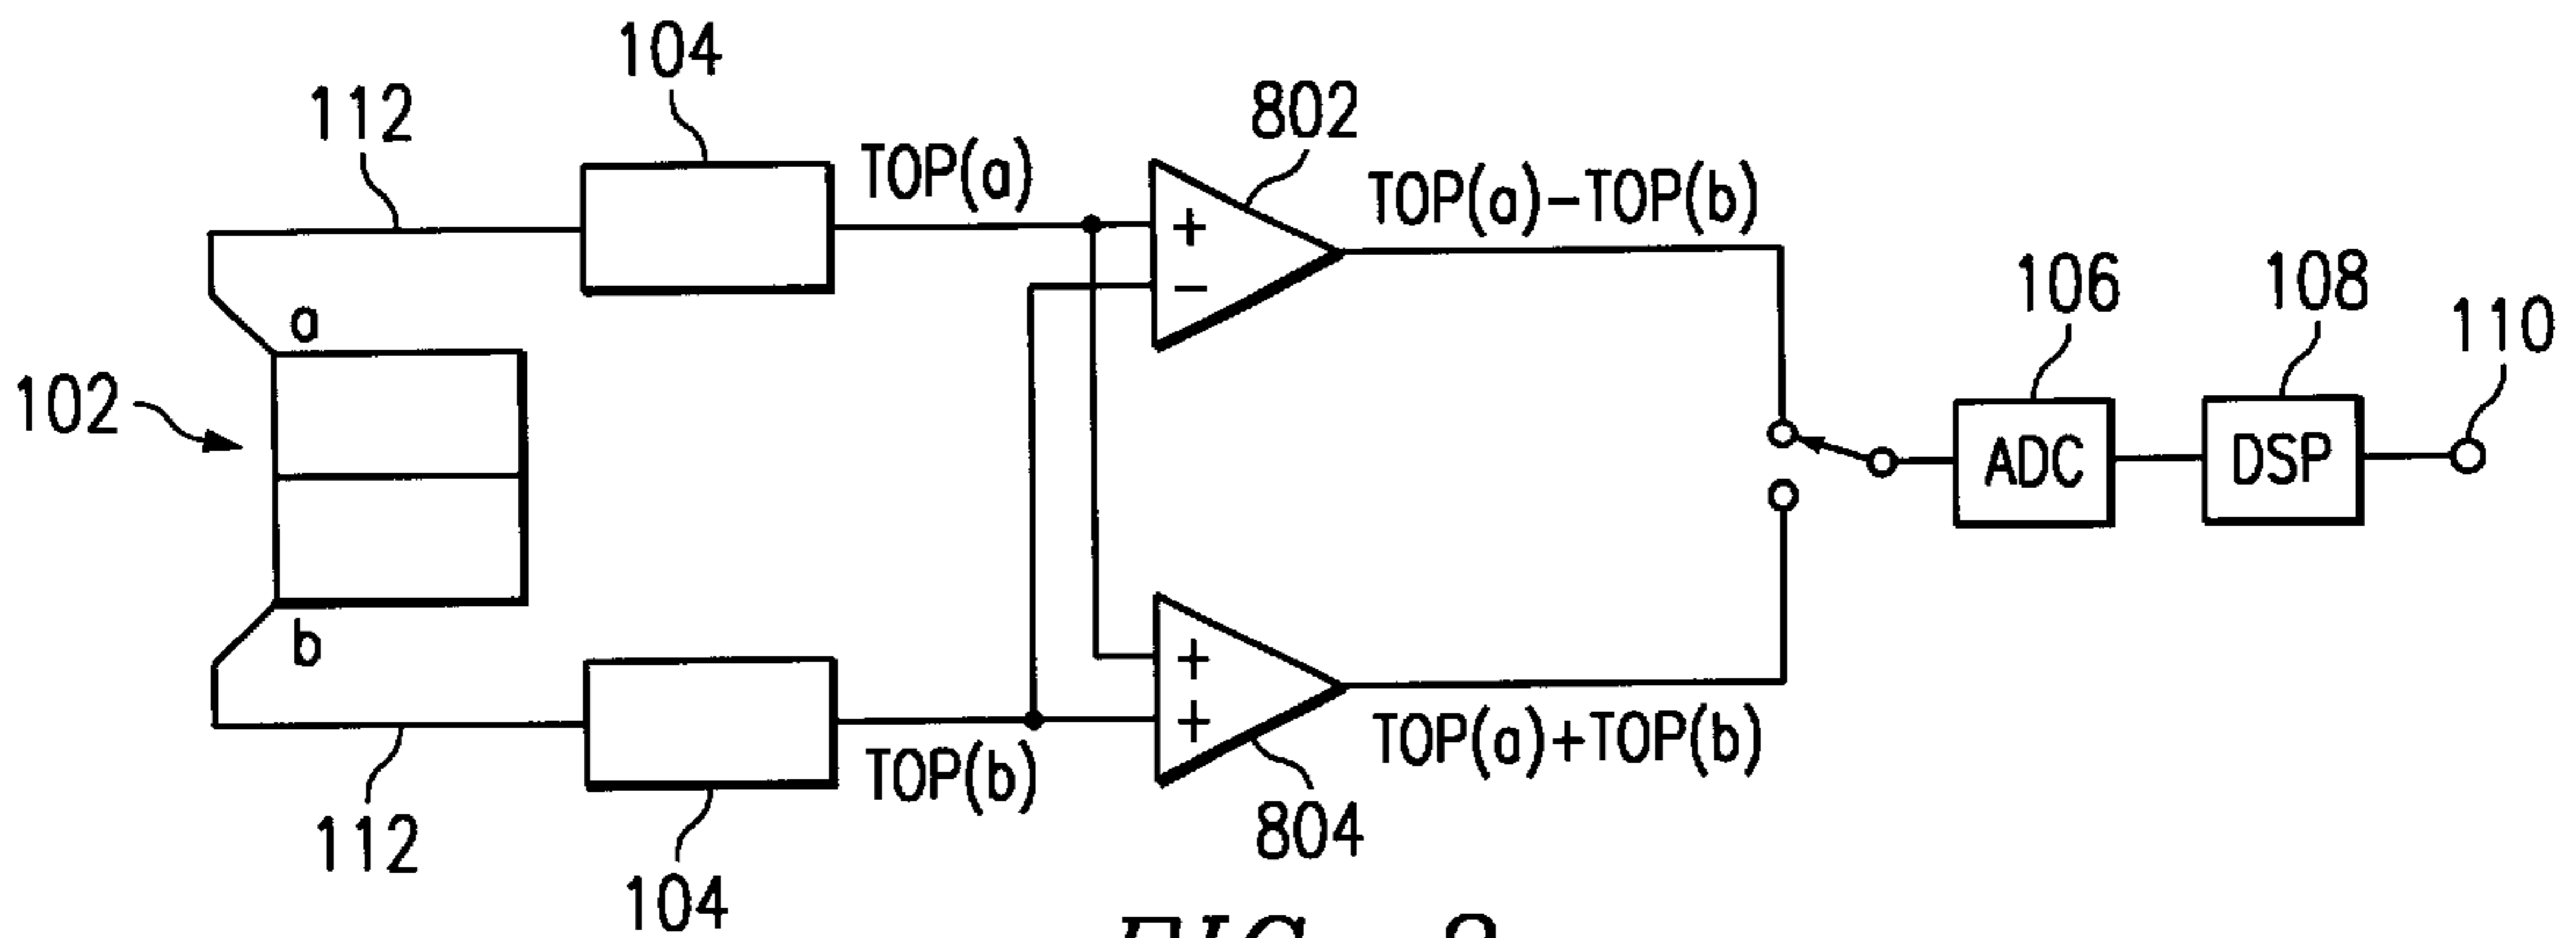 104
112
802
TOP(a)
TOP(a)-TOP(b)
+
-
106
108
110
a
102
ADC
DSP
b
+
+
TOP(b)
TOP(a)+TOP(b)
804
112
104